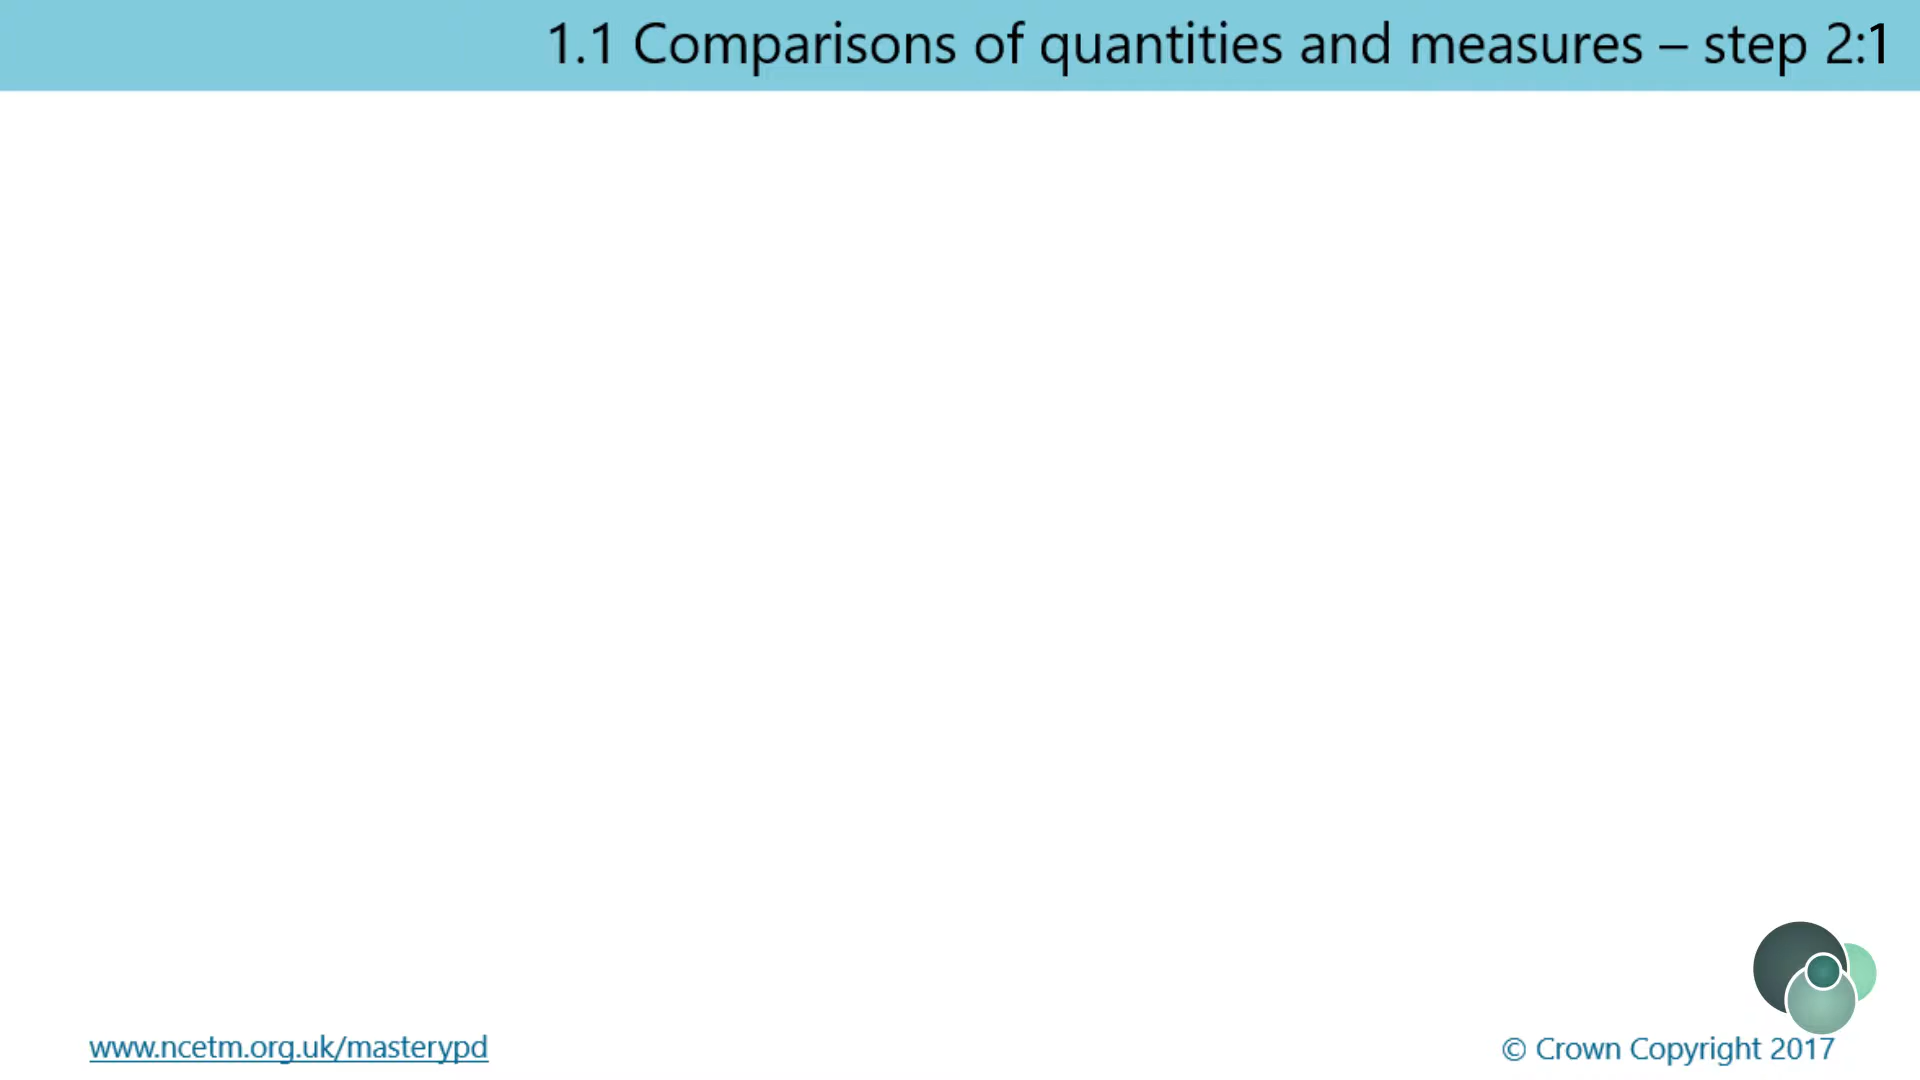 1.1 Comparisons of quantities and measures – step 2:1
www.ncetm.org.uk/masterypd
© Crown Copyright 2017